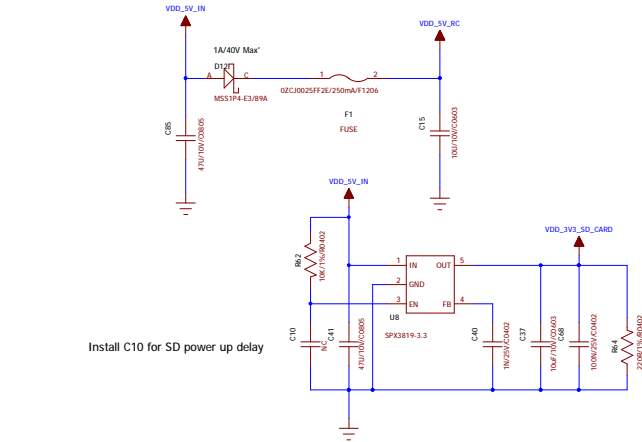 VDD_5V_IN
VDD_5V_RC
1A/40V Max'
D12
A
C
MSS1P4-E3/89A
1
2
0ZCJ0025FF2E/250mA/F1206
F1
FUSE
C85
47U/10V/C0805
C15
10U/10V/C0603
VDD_5V_IN
VDD_3V3_SD_CARD
R62
10K/1%/R0402
1
IN
OUT
5
2
GND
3
EN
FB
4
U8
SPX3819-3.3
C10
NC
C41
47U/10V/C0805
C40
1N/25V/C0402
C37
10uF/10V/C0603
C68
100N/25V/C0402
R64
220R/1%/R0402
Install C10 for SD power up delay